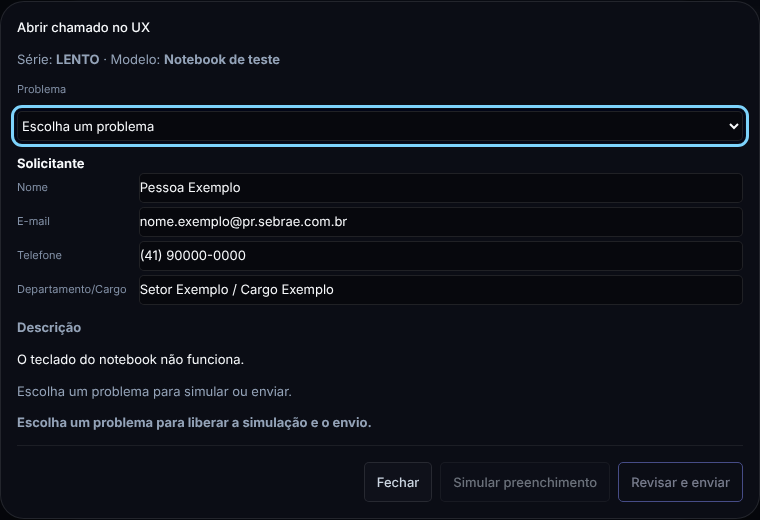 Abrir chamado no UX
Série: LENTO · Modelo: Notebook de teste
Problema
Escolha um problema
Solicitante
Nome
Pessoa Exemplo
E-mail
nome.exemplo@pr.sebrae.com.br
Telefone
(41) 90000-0000
Departamento/Cargo
Setor Exemplo / Cargo Exemplo
Descrição
O teclado do notebook não funciona.
Escolha um problema para simular ou enviar.
Escolha um problema para liberar a simulação e o envio.
Fechar
Simular preenchimento
Revisar e enviar